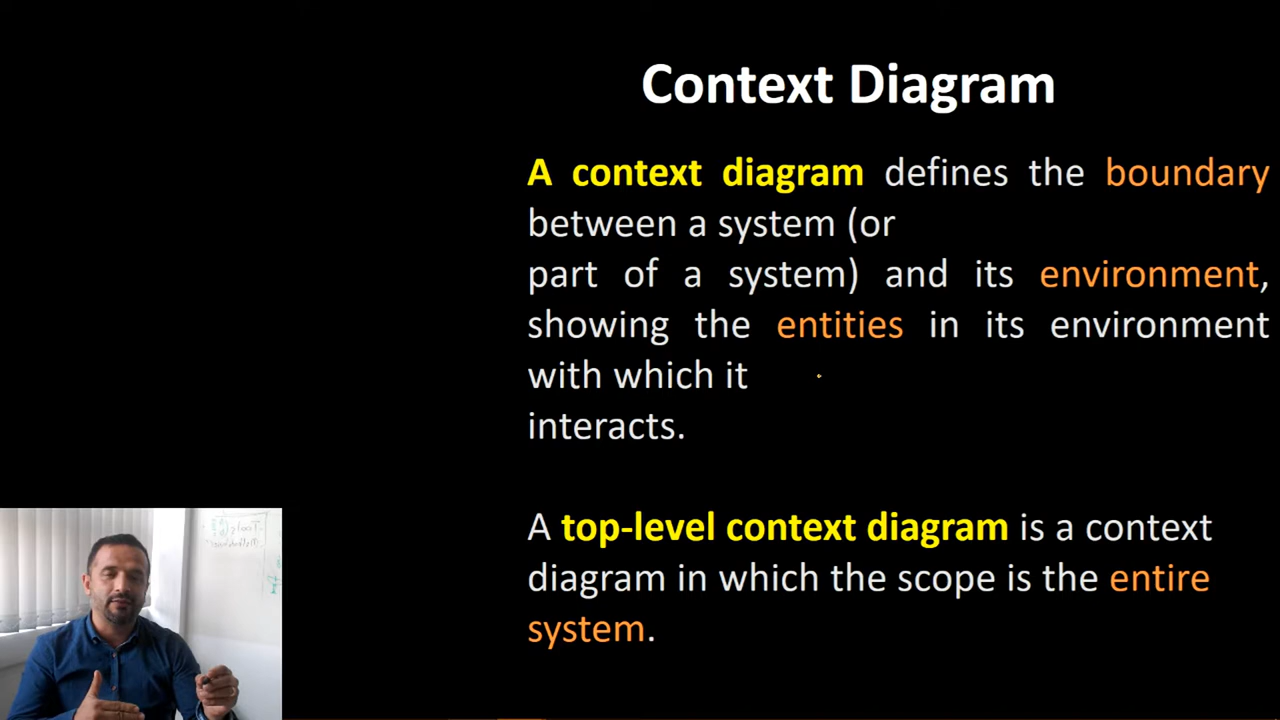 Context Diagram
A context diagram defines the boundary
between a system (or
part of a system) and its environment,
showing the entities in its environment
with which it
interacts.
A top-level context diagram is a context
diagram in which the scope is the entire
system.